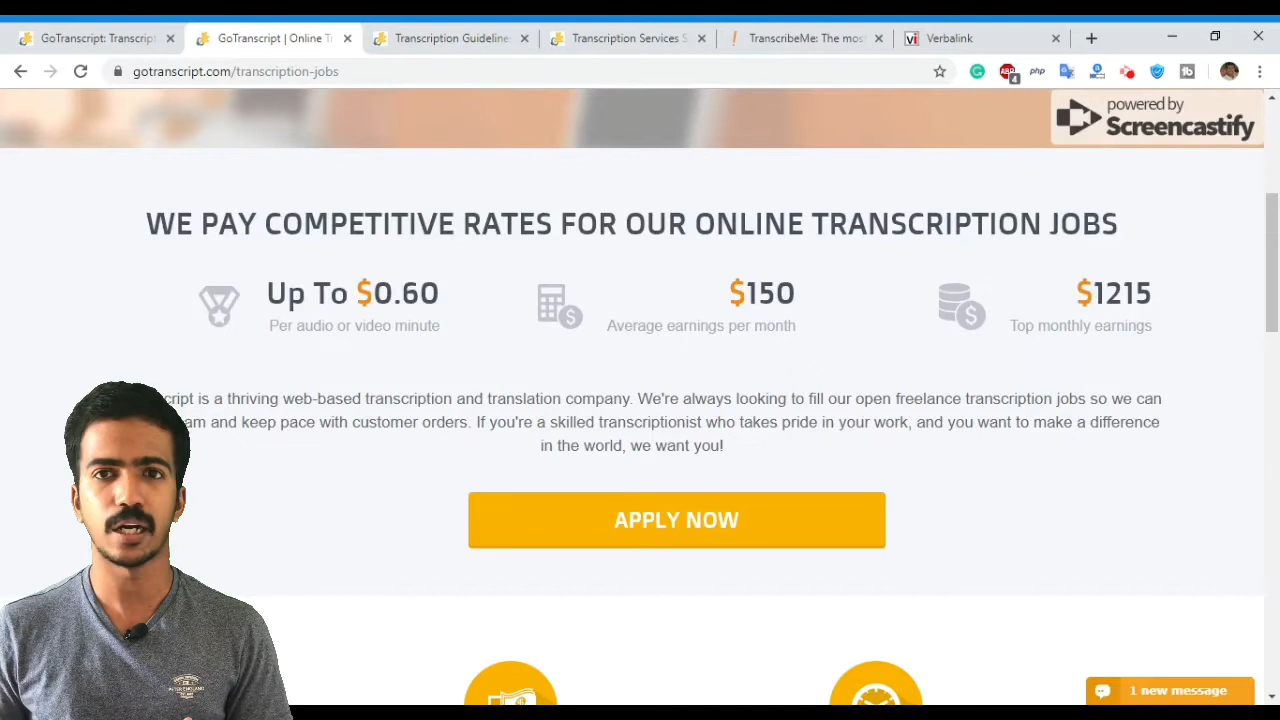 GoTranscript: Transcript
GoTranscript | Online Tr
Transcription Guideline
Transcription Services S
TranscribeMe: The mos
vi Verbalink
gotranscript.com/transcription-jobs
4
php
powered by
Screencastify
WE PAY COMPETITIVE RATES FOR OUR ONLINE TRANSCRIPTION JOBS
Up To $0.60
Per audio or video minute
$150
Average earnings per month
$1215
Top monthly earnings
script is a thriving web-based transcription and translation company. We're always looking to fill our open freelance transcription jobs so we can
am and keep pace with customer orders. If you're a skilled transcriptionist who takes pride in your work, and you want to make a difference
in the world, we want you!
APPLY NOW
1 new message